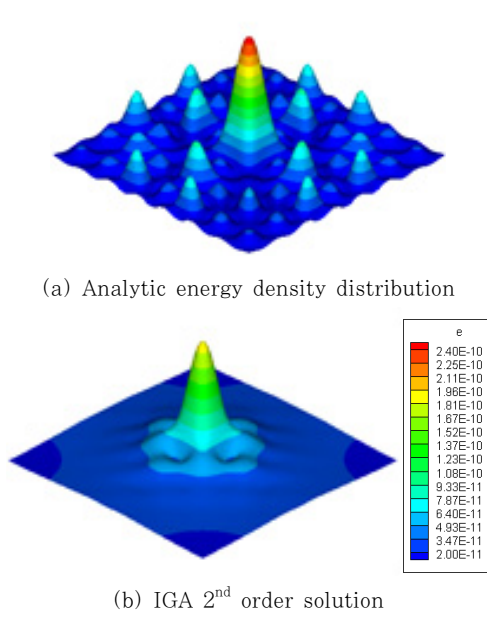 (a) Analytic energy density distribution
e
2.40E-10
2.25E-10
2.11E-10
1.96E-10
1.81E-10
1.67E-10
1.52E-10
1.37E-10
1.23E-10
1.08E-10
9.33E-11
7.87E-11
6.40E-11
4.93E-11
3.47E-11
2.00E-11
(b) IGA 2nd order solution